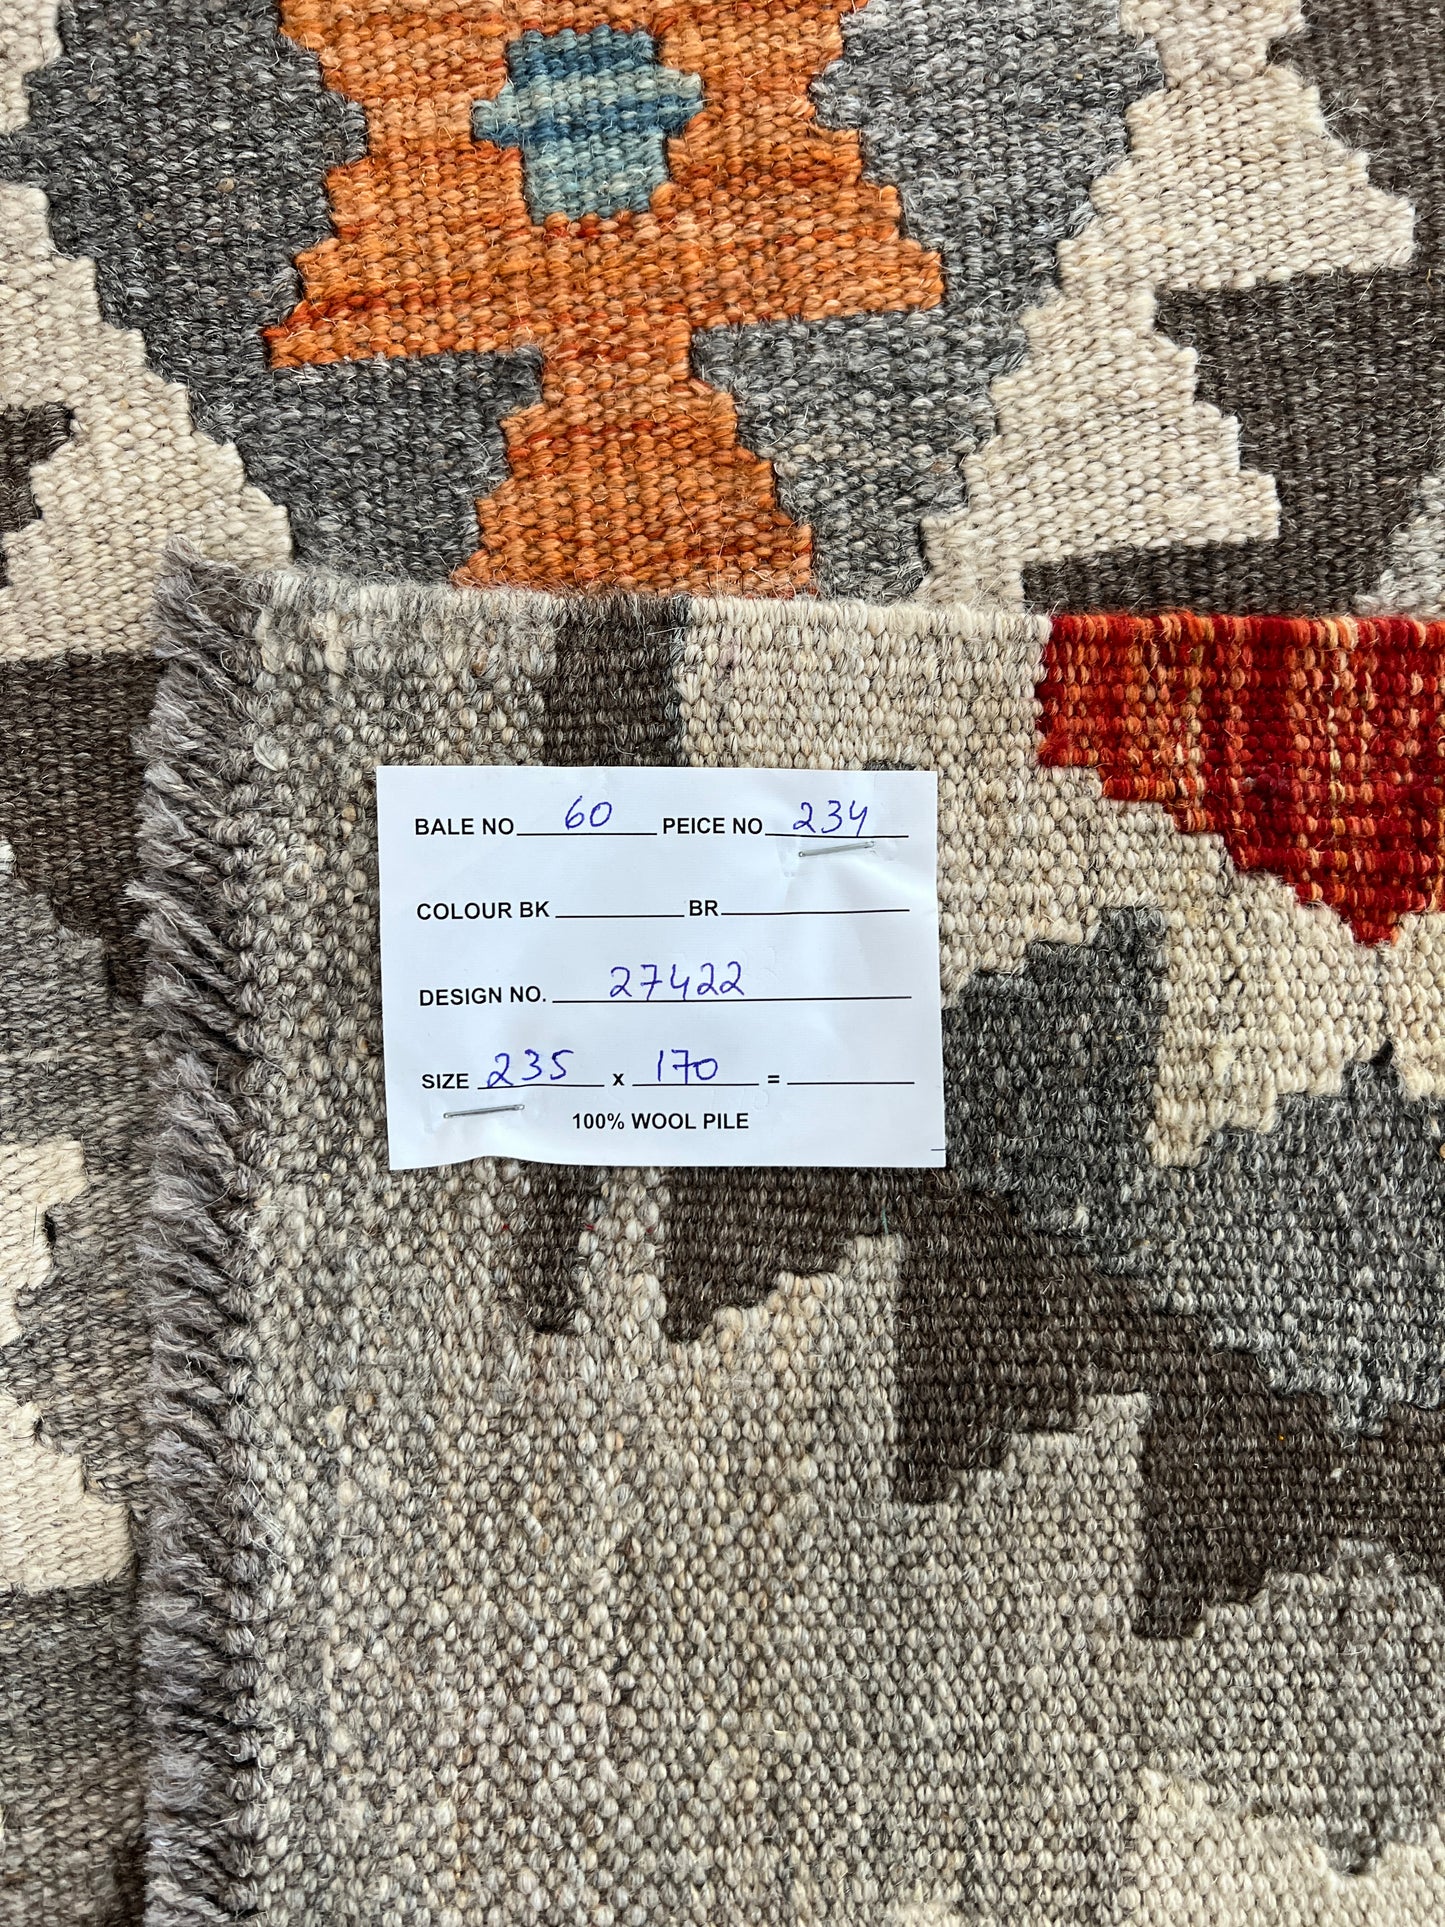 BALE NO 60 PEICE NO 234
COLOUR BK BR
DESIGN NO. 27422
SIZE 235 x 170 =
100% WOOL PILE